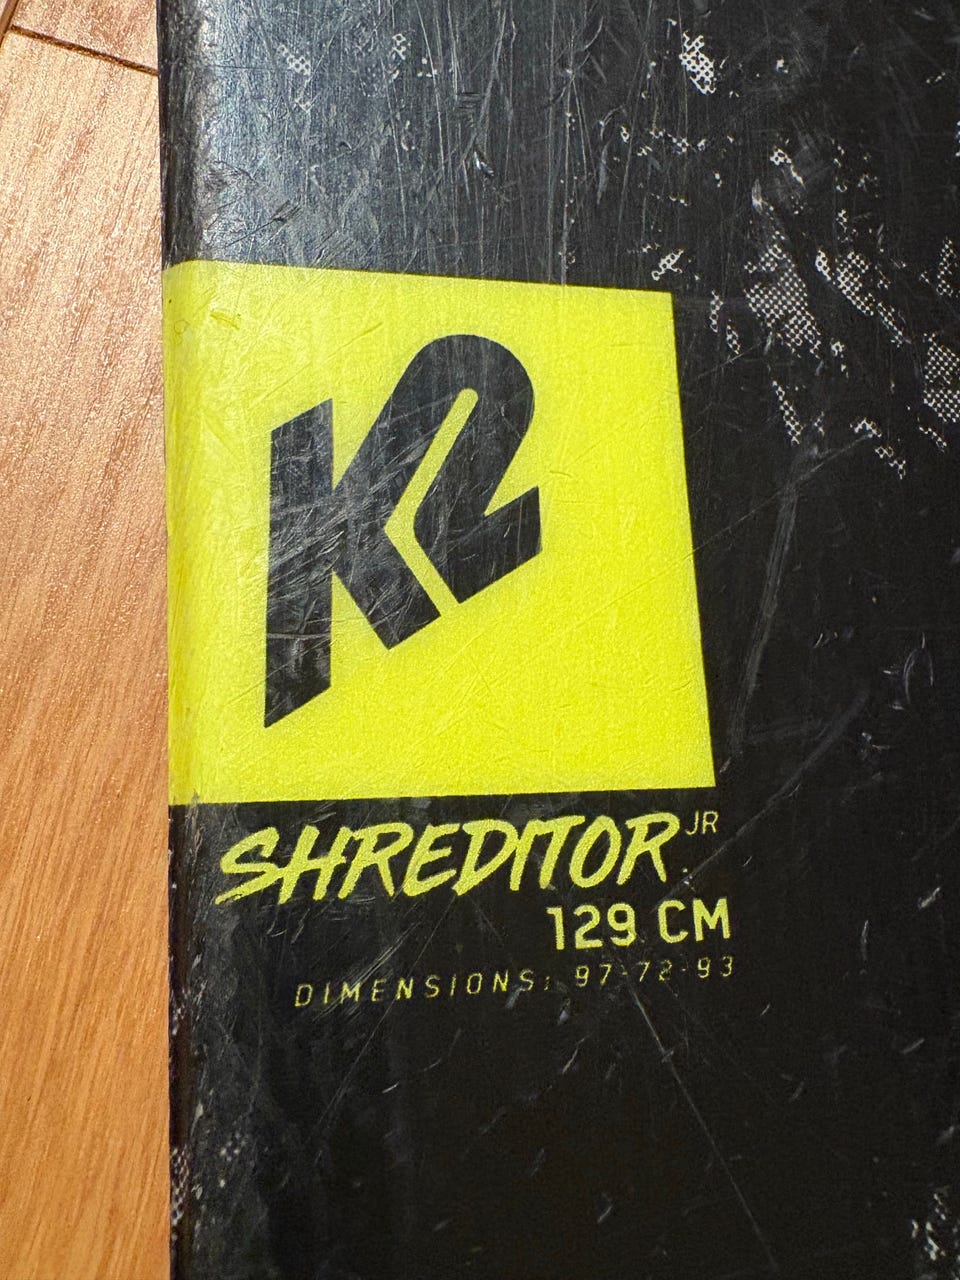 K2
SHREDITOR JR
129 CM
DIMENSIONS: 97-72-93